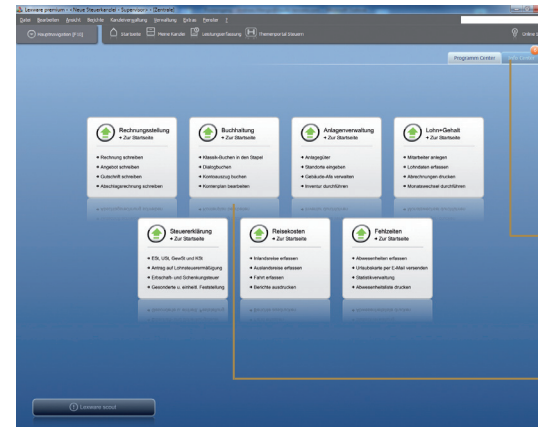 Lexware premium - <Neue Steuerkanzlei - Supervisor> - [Zentrale]
Datei Bearbeiten Ansicht Berichte Kanzleiverwaltung Verwaltung Extras Fenster ?
Hauptnavigation [F10] Startseite Meine Kanzlei Leistungserfassung Themenportal Steuern Online
Programm Center Info Center
Rechnungsstellung
Zur Startseite
Rechnung schreiben
Angebot schreiben
Gutschrift schreiben
Abschlagsrechnung schreiben
Buchhaltung
Zur Startseite
Klassik-Buchen in den Stapel
Dialogbuchen
Kontoauszug buchen
Kontenplan bearbeiten
Anlagenverwaltung
Zur Startseite
Anlagegüter
Standorte eingeben
Gebäude-Afa verwalten
Inventur durchführen
Lohn+Gehalt
Zur Startseite
Mitarbeiter anlegen
Lohndaten erfassen
Abrechnungen drucken
Monatswechsel durchführen
Steuererklärung
Zur Startseite
ESt, USt, GewSt und KSt
Antrag auf Lohnsteuerermäßigung
Erbschaft- und Schenkungsteuer
Gesonderte u. einheitl. Feststellung
Reisekosten
Zur Startseite
Inlandsreise erfassen
Auslandsreise erfassen
Fahrt erfassen
Berichte ausdrucken
Fehlzeiten
Zur Startseite
Abwesenheiten erfassen
Urlaubskarte per E-Mail versenden
Statistikverwaltung
Abwesenheitsliste drucken
Lexware scout